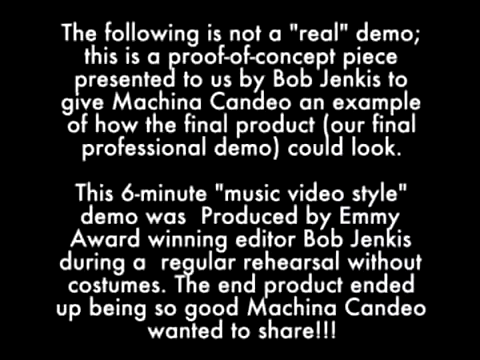 The following is not a "real" demo;
this is a proof-of-concept piece
presented to us by Bob Jenkis to
give Machina Candeo an example
of how the final product (our final
professional demo) could look.
This 6-minute "music video style"
demo was Produced by Emmy
Award winning editor Bob Jenkis
during a regular rehearsal without
costumes. The end product ended
up being so good Machina Candeo
wanted to share!!!